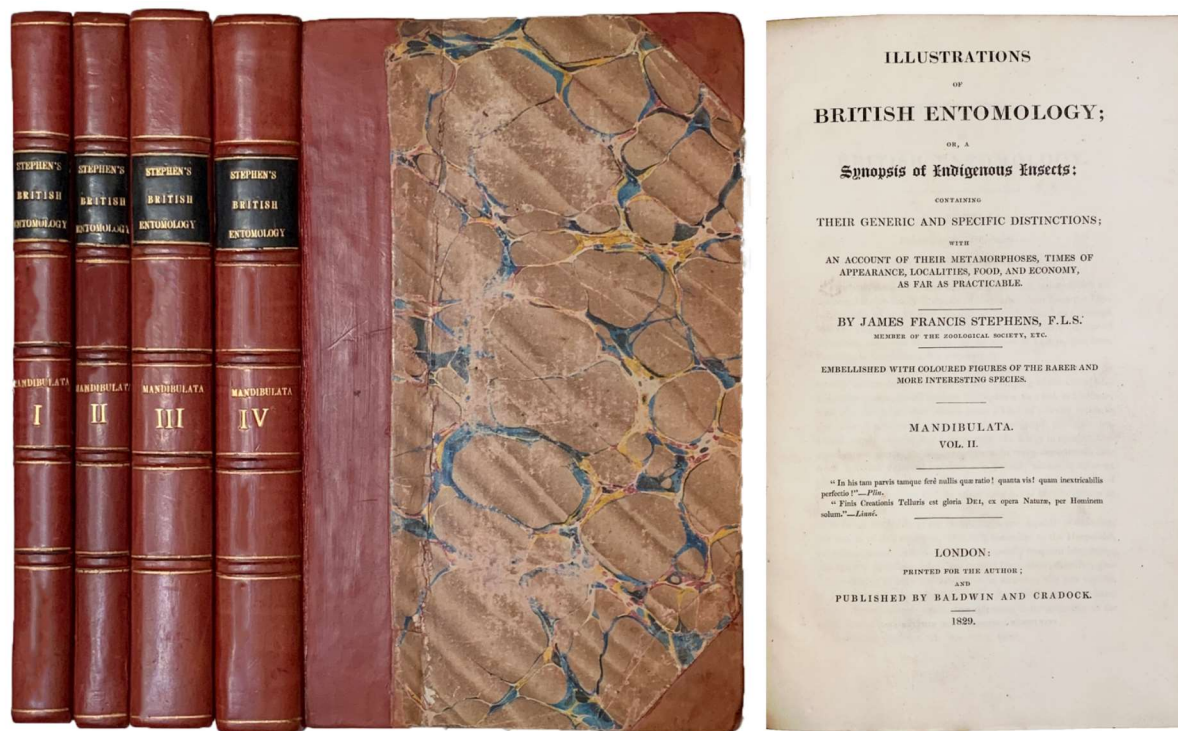 STEPHEN'S
BRITISH
ENTOMOLOGY
MANDIBULATA
I
STEPHEN'S
BRITISH
ENTOMOLOGY
MANDIBULATA
II
STEPHEN'S
BRITISH
ENTOMOLOGY
MANDIBULATA
III
STEPHEN'S
BRITISH
ENTOMOLOGY
MANDIBULATA
IV
ILLUSTRATIONS
OF
BRITISH ENTOMOLOGY;
OR, A
Synopsis of Indigenous Insects:
CONTAINING
THEIR GENERIC AND SPECIFIC DISTINCTIONS;
WITH
AN ACCOUNT OF THEIR METAMORPHOSES, TIMES OF
APPEARANCE, LOCALITIES, FOOD, AND ECONOMY,
AS FAR AS PRACTICABLE.
BY JAMES FRANCIS STEPHENS, F.L.S.
MEMBER OF THE ZOOLOGICAL SOCIETY, ETC.
EMBELLISHED WITH COLOURED FIGURES OF THE RARER AND
MORE INTERESTING SPECIES.
MANDIBULATA.
VOL. II.
" In his tam parvis tamque ferè nullis quæ ratio! quanta vis! quam inextricabilis
perfectio!"—Plin.
" Finis Creationis Telluris est gloria DEI, ex opera Naturæ, per Hominem
solum."—Linné.
LONDON:
PRINTED FOR THE AUTHOR;
AND
PUBLISHED BY BALDWIN AND CRADOCK.
1829.